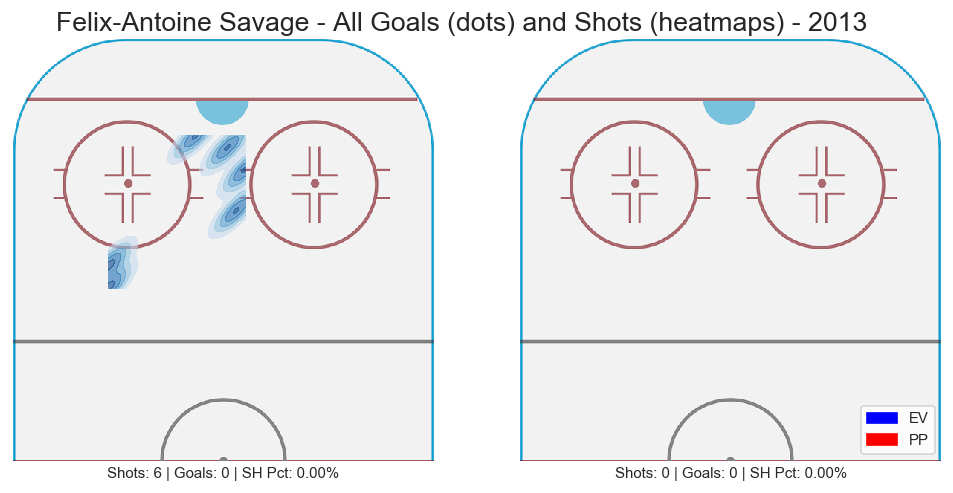 Felix-Antoine Savage - All Goals (dots) and Shots (heatmaps) - 2013
EV
PP
Shots: 6 | Goals: 0 | SH Pct: 0.00%
Shots: 0 | Goals: 0 | SH Pct: 0.00%